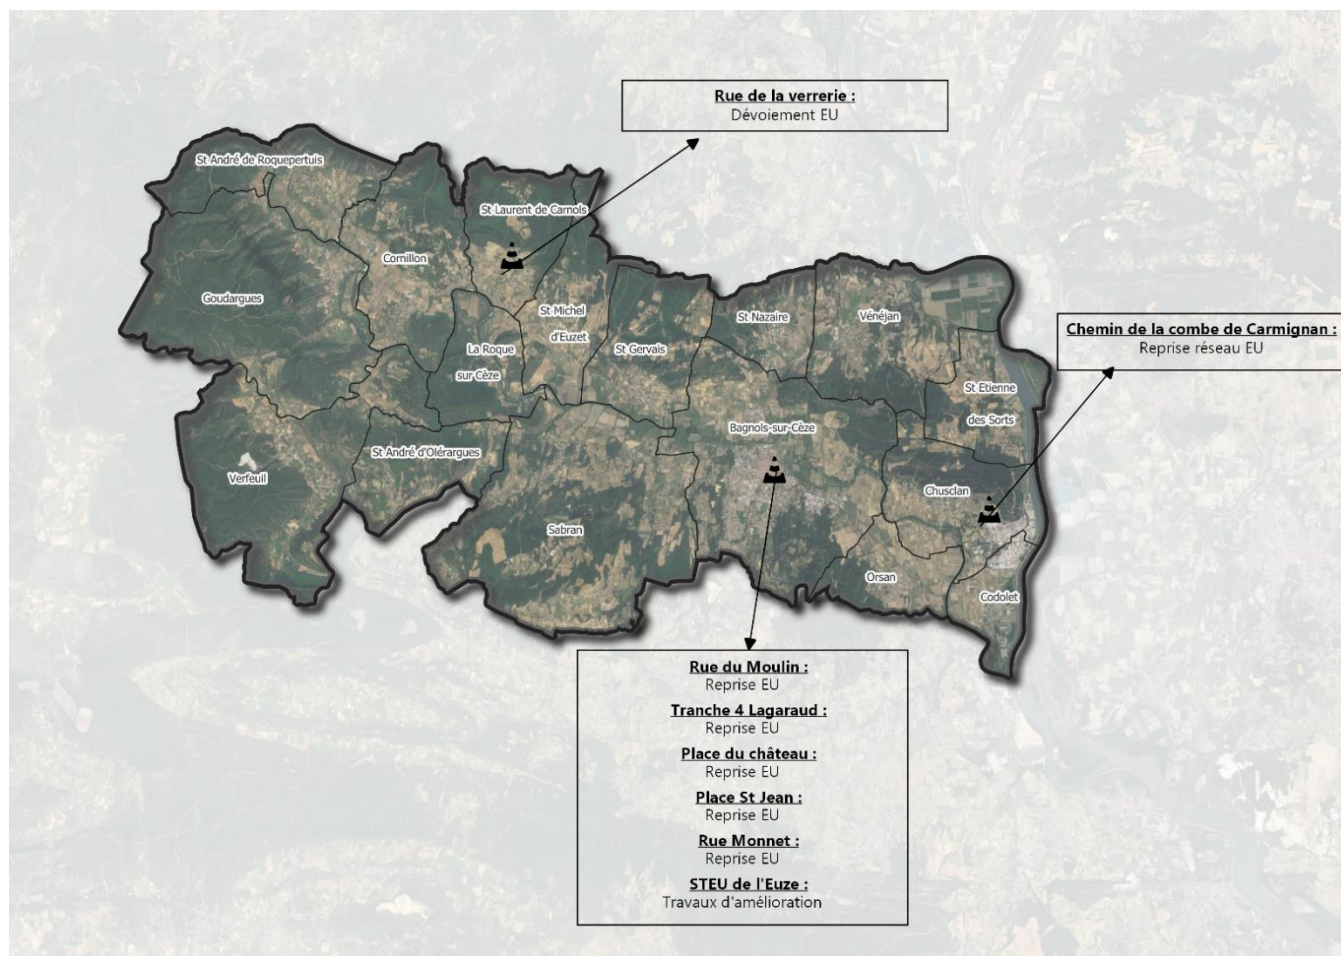 Rue de la verrerie :
Dévoiement EU
St André de Roquepertuis
St Laurent de Carnols
Cornillon
Goudargues
St Michel
d'Euzet
St Nazaire
Vénéjan
Chemin de la combe de Carmignan :
Reprise réseau EU
La Roque
sur Cèze
St Gervais
St Etienne
des Sorts
Bagnols-sur-Cèze
St André d'Olérargues
Verfeuil
Chusclan
Sabran
Orsan
Codolet
Rue du Moulin :
Reprise EU
Tranche 4 Lagaraud :
Reprise EU
Place du château :
Reprise EU
Place St Jean :
Reprise EU
Rue Monnet :
Reprise EU
STEU de l'Euze :
Travaux d'amélioration